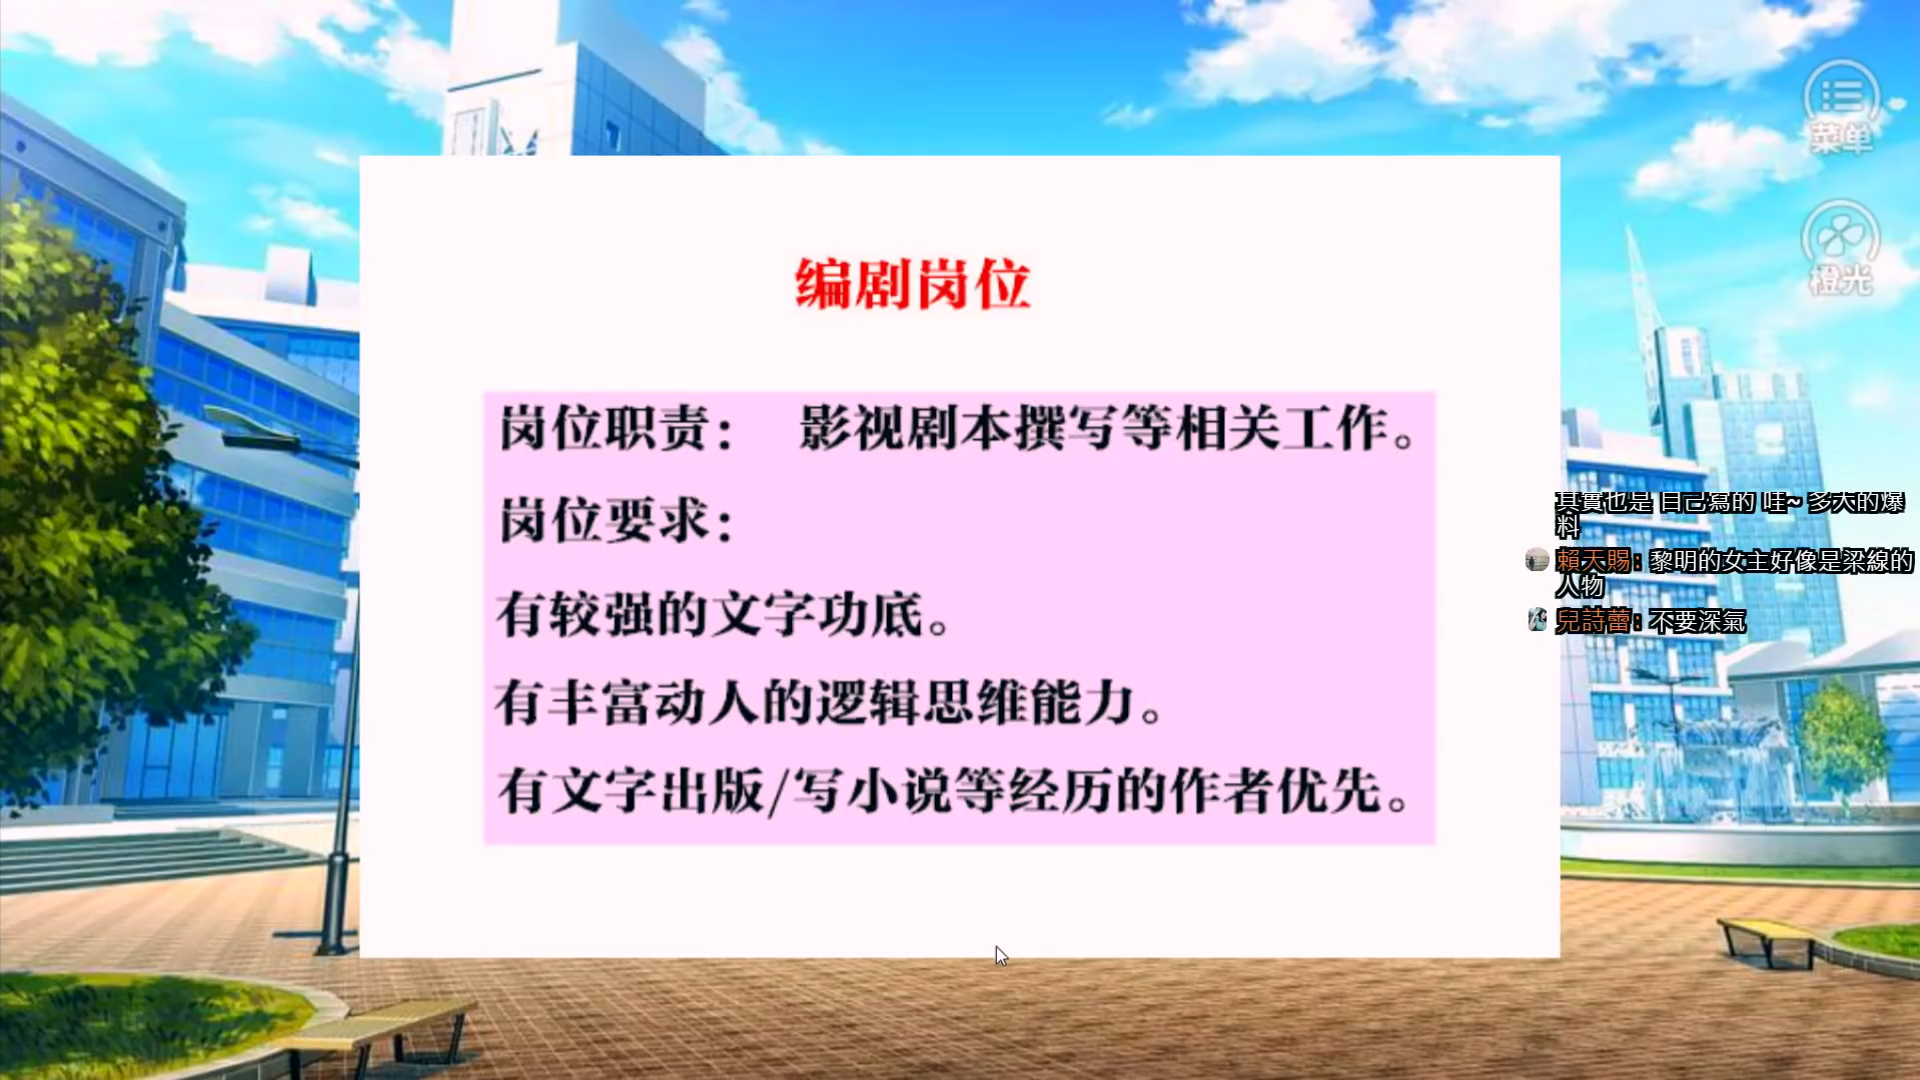 菜单
橙光
编剧岗位
岗位职责： 影视剧本撰写等相关工作。
岗位要求：
有较强的文字功底。
有丰富动人的逻辑思维能力。
有文字出版/写小说等经历的作者优先。
其實也是 自己寫的 哇~ 多大的爆
料
賴天賜: 黎明的女主好像是梁線的
人物
兒詩蕾: 不要深氣